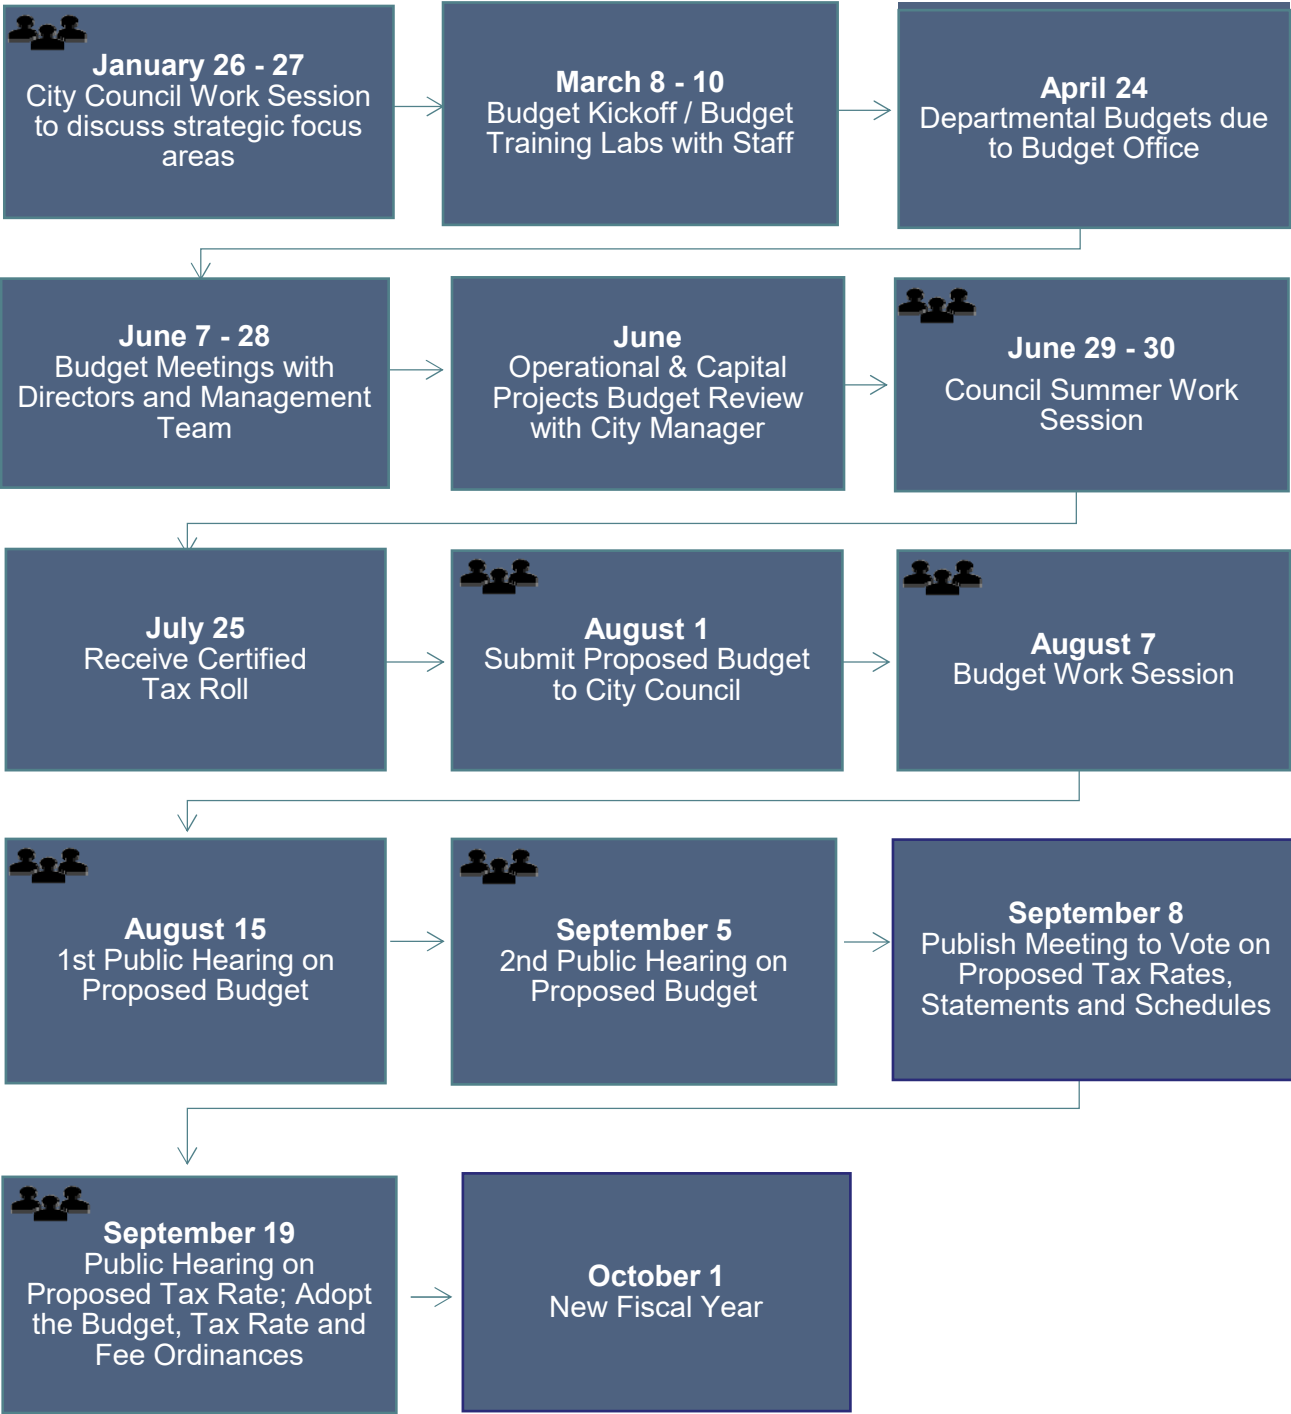 January 26 - 27
City Council Work Session
to discuss strategic focus
areas
March 8 - 10
Budget Kickoff / Budget
Training Labs with Staff
April 24
Departmental Budgets due
to Budget Office
June 7 - 28
Budget Meetings with
Directors and Management
Team
June
Operational & Capital
Projects Budget Review
with City Manager
June 29 - 30
Council Summer Work
Session
July 25
Receive Certified
Tax Roll
August 1
Submit Proposed Budget
to City Council
August 7
Budget Work Session
August 15
1st Public Hearing on
Proposed Budget
September 5
2nd Public Hearing on
Proposed Budget
September 8
Publish Meeting to Vote on
Proposed Tax Rates,
Statements and Schedules
September 19
Public Hearing on
Proposed Tax Rate; Adopt
the Budget, Tax Rate and
Fee Ordinances
October 1
New Fiscal Year